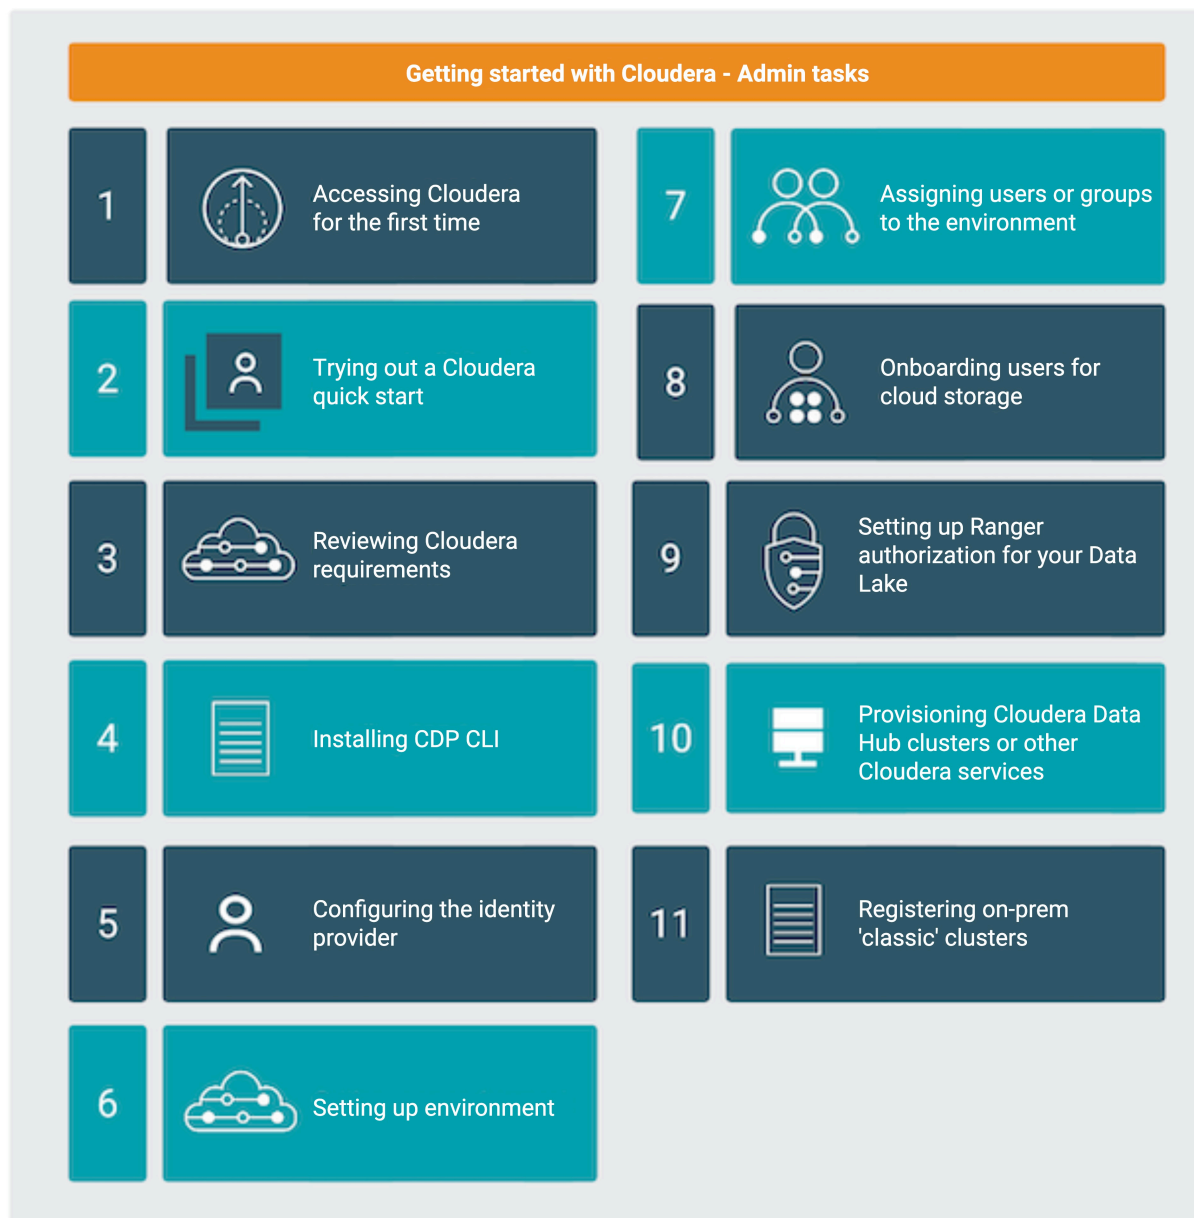 Getting started with Cloudera - Admin tasks
1
Accessing Cloudera
for the first time
2
Trying out a Cloudera
quick start
3
Reviewing Cloudera
requirements
4
Installing CDP CLI
5
Configuring the identity
provider
6
Setting up environment
7
Assigning users or groups
to the environment
8
Onboarding users for
cloud storage
9
Setting up Ranger
authorization for your Data
Lake
10
Provisioning Cloudera Data
Hub clusters or other
Cloudera services
11
Registering on-prem
'classic' clusters